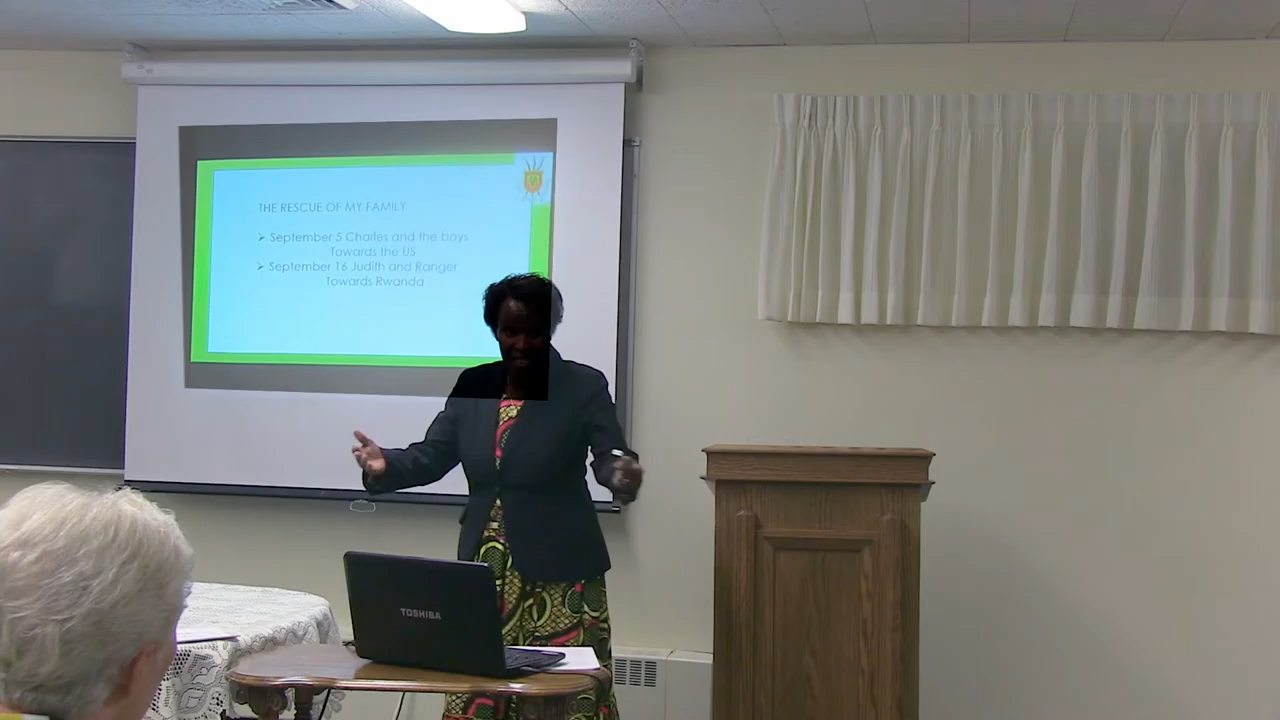 THE RESCUE OF MY FAMILY
➢ September 5 Charles and the boys
Towards the US
➢ September 16 Judith and Ranger
Towards Rwanda
TOSHIBA